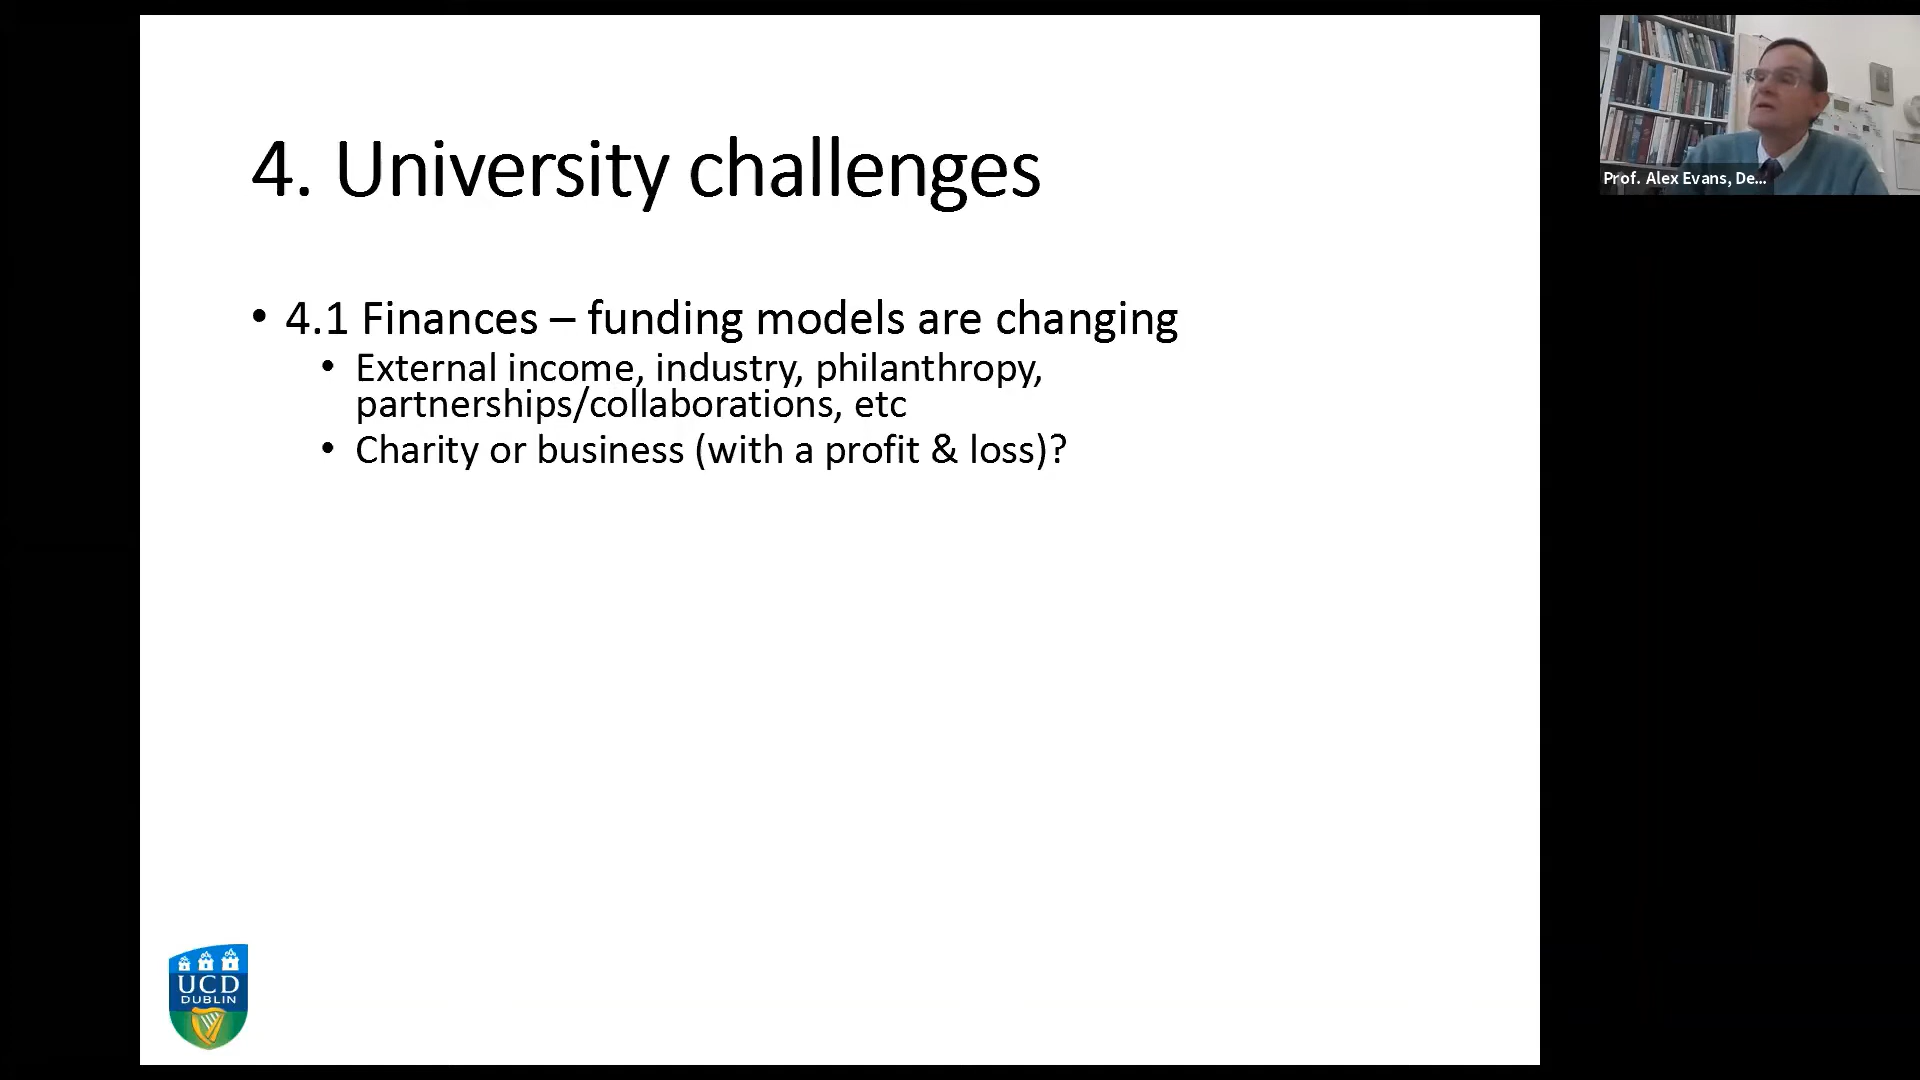 4. University challenges
• 4.1 Finances – funding models are changing
• External income, industry, philanthropy,
partnerships/collaborations, etc
• Charity or business (with a profit & loss)?
UCD
DUBLIN
Prof. Alex Evans, De...